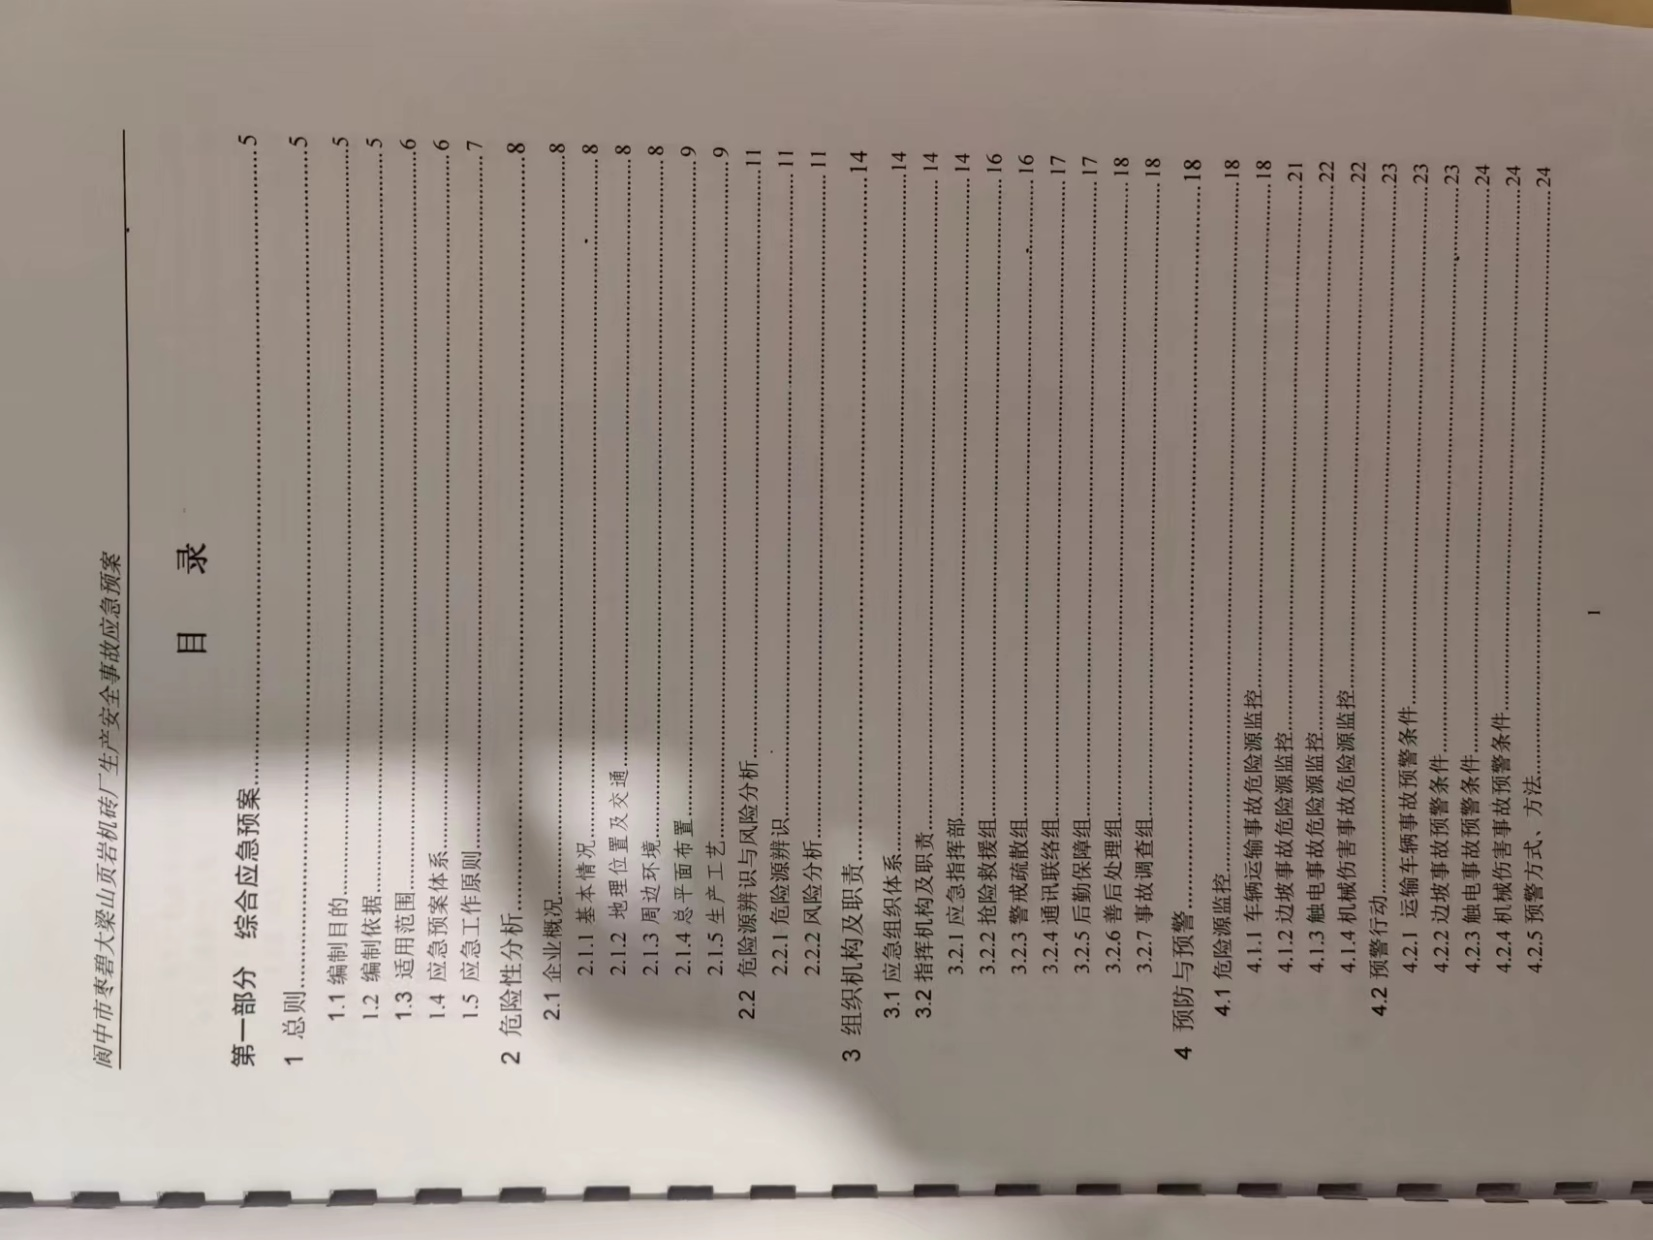 阆中市枣碧大梁山页岩机砖厂生产安全事故应急预案
目 录
第一部分 综合应急预案........5
1 总则........5
1.1 编制目的........5
1.2 编制依据........5
1.3 适用范围........6
1.4 应急预案体系........6
1.5 应急工作原则........7
2 危险性分析........8
2.1 企业概况........8
2.1.1 基本情况........8
2.1.2 地理位置及交通........8
2.1.3 周边环境........8
2.1.4 总平面布置........9
2.1.5 生产工艺........9
2.2 危险源辨识与风险分析........11
2.2.1 危险源辨识........11
2.2.2 风险分析........11
3 组织机构及职责........14
3.1 应急组织体系........14
3.2 指挥机构及职责........14
3.2.1 应急指挥部........14
3.2.2 抢险救援组........16
3.2.3 警戒疏散组........16
3.2.4 通讯联络组........17
3.2.5 后勤保障组........17
3.2.6 善后处理组........18
3.2.7 事故调查组........18
4 预防与预警........18
4.1 危险源监控........18
4.1.1 车辆运输事故危险源监控........18
4.1.2 边坡事故危险源监控........21
4.1.3 触电事故危险源监控........22
4.1.4 机械伤害事故危险源监控........22
4.2 预警行动........23
4.2.1 运输车辆事故预警条件........23
4.2.2 边坡事故预警条件........23
4.2.3 触电事故预警条件........24
4.2.4 机械伤害事故预警条件........24
4.2.5 预警方式、方法........24
1